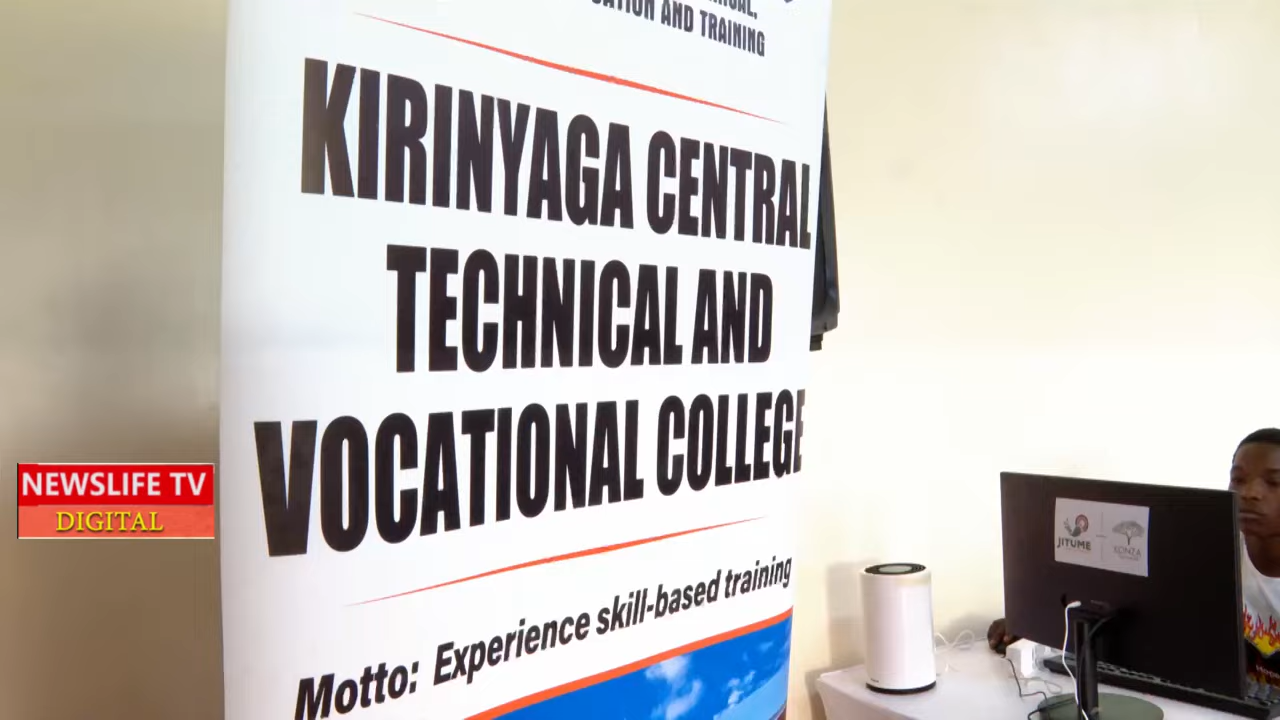 ATION AND TRAINING
KIRINYAGA CENTRAL
TECHNICAL AND
VOCATIONAL COLLEGE
Motto: Experience skill-based training
NEWSLIFE TV
DIGITAL
JITUME
KONZA